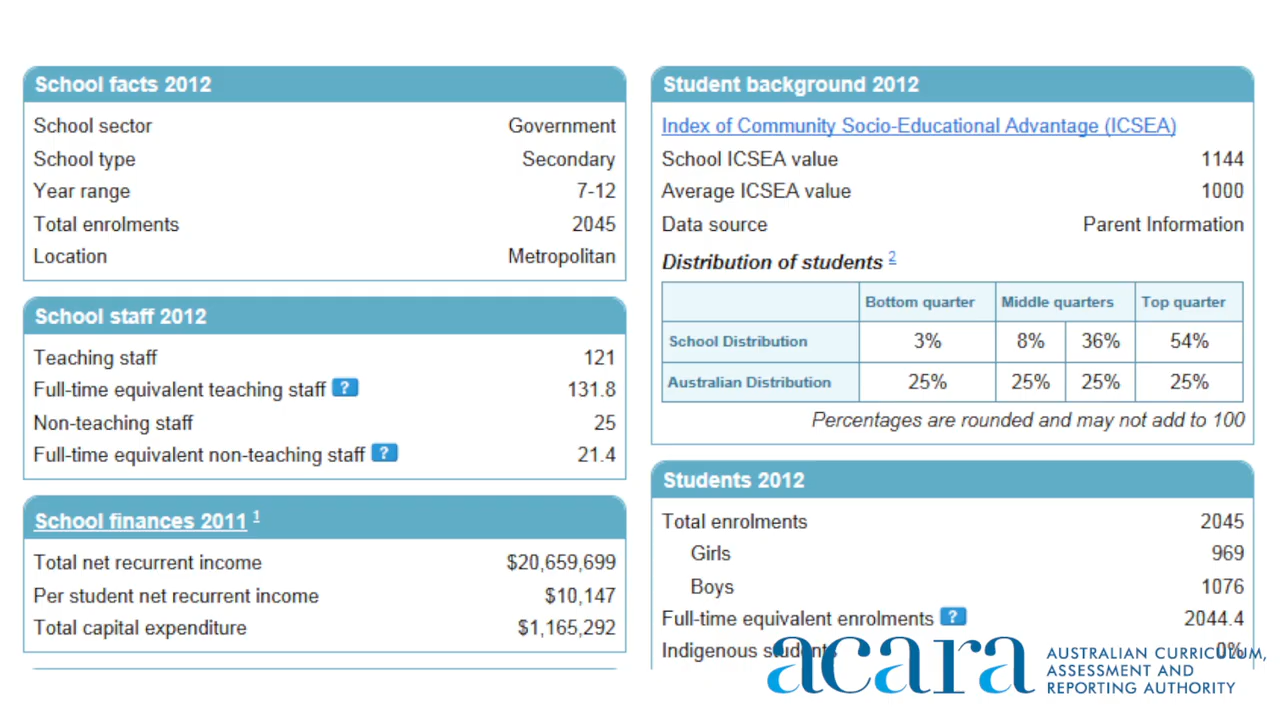 School facts 2012
School sector Government
School type Secondary
Year range 7-12
Total enrolments 2045
Location Metropolitan
School staff 2012
Teaching staff 121
Full-time equivalent teaching staff ? 131.8
Non-teaching staff 25
Full-time equivalent non-teaching staff ? 21.4
School finances 2011 1
Total net recurrent income $20,659,699
Per student net recurrent income $10,147
Total capital expenditure $1,165,292
Student background 2012
Index of Community Socio-Educational Advantage (ICSEA)
School ICSEA value 1144
Average ICSEA value 1000
Data source Parent Information
Distribution of students 2
Bottom quarter Middle quarters Top quarter
School Distribution 3% 8% 36% 54%
Australian Distribution 25% 25% 25% 25%
Percentages are rounded and may not add to 100
Students 2012
Total enrolments 2045
Girls 969
Boys 1076
Full-time equivalent enrolments ? 2044.4
Indigenous students 0%
acara
AUSTRALIAN CURRICULUM,
ASSESSMENT AND
REPORTING AUTHORITY